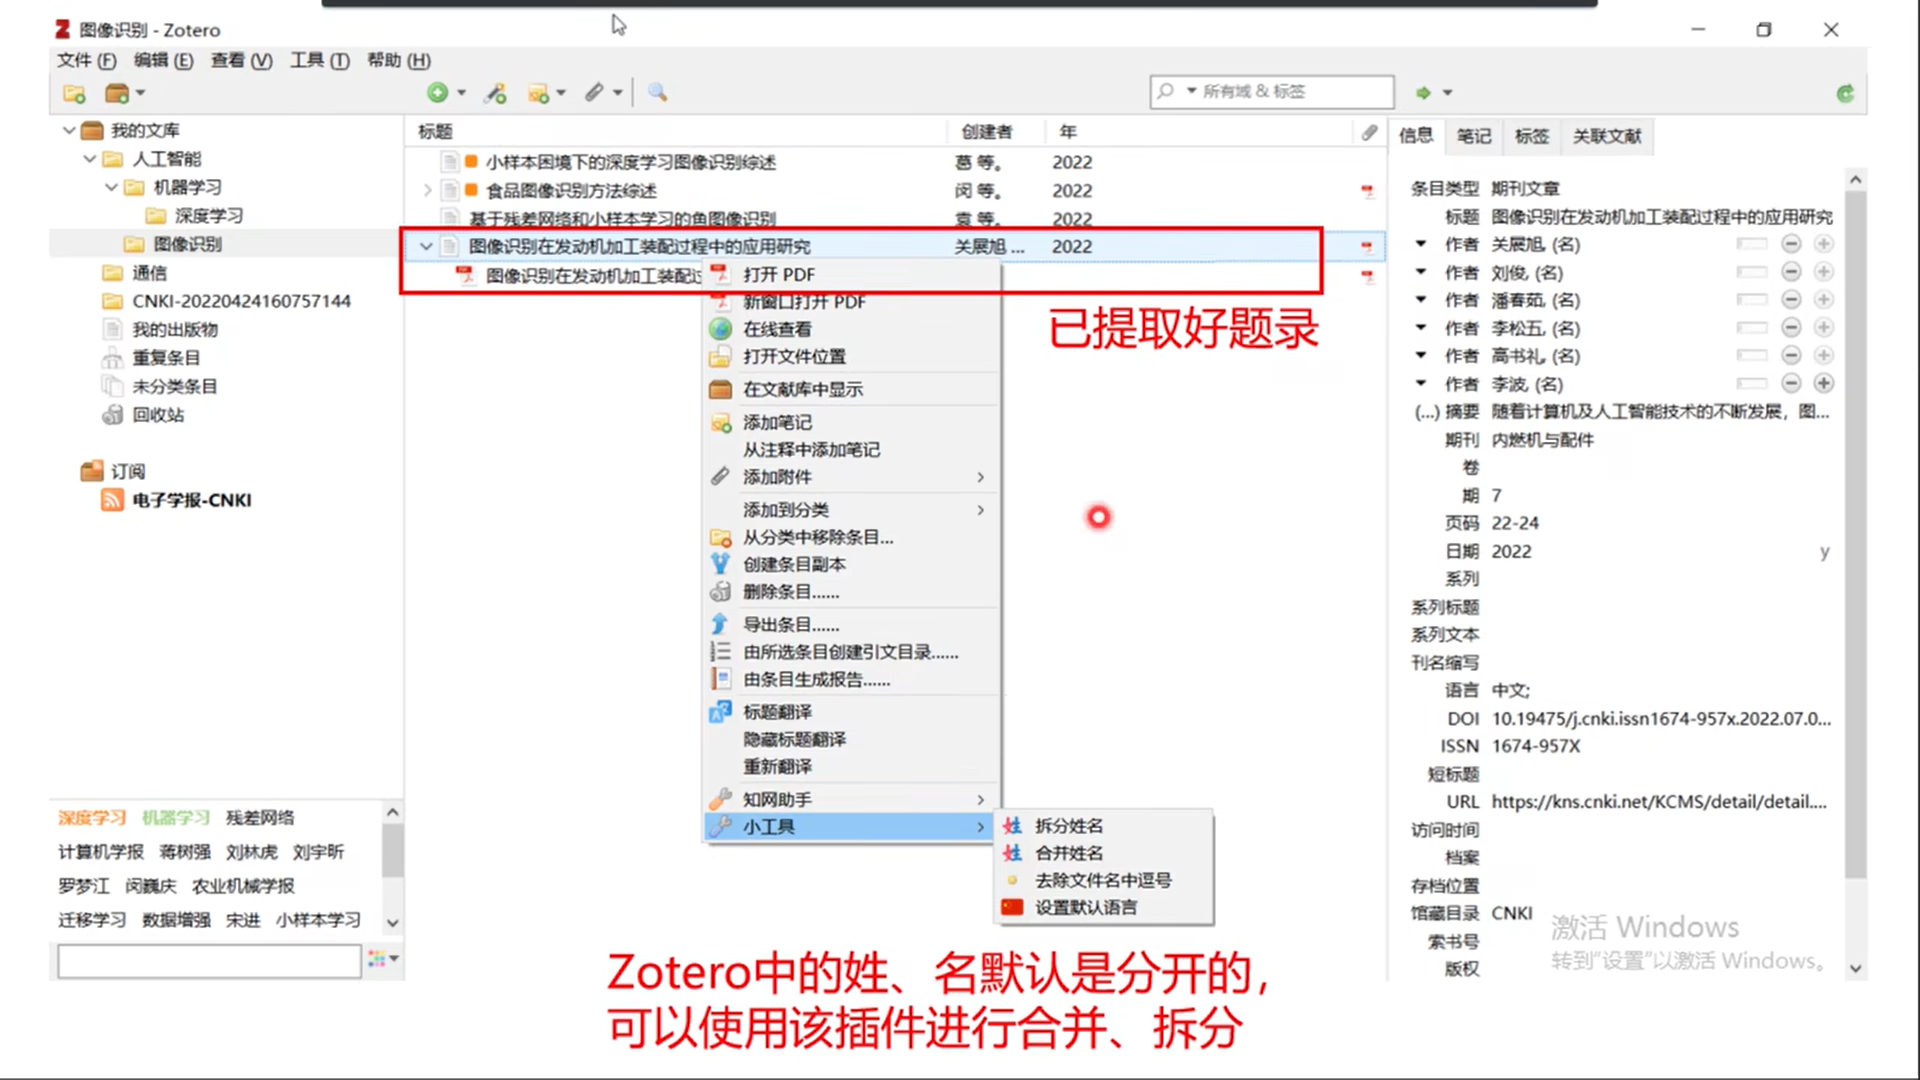 图像识别 - Zotero
文件 (F) 编辑 (E) 查看 (V) 工具 (T) 帮助 (H)
所有域 & 标签
我的文库
人工智能
机器学习
深度学习
图像识别
通信
CNKI-20220424160757144
我的出版物
重复条目
未分类条目
回收站
订阅
电子学报-CNKI
深度学习 机器学习 残差网络
计算机学报 蒋树强 刘林虎 刘宇昕
罗梦江 闵巍庆 农业机械学报
迁移学习 数据增强 宋进 小样本学习
标题 创建者 年
小样本困境下的深度学习图像识别综述 葛 等。 2022
食品图像识别方法综述 闵 等。 2022
基于残差网络和小样本学习的鱼图像识别 袁 等。 2022
图像识别在发动机加工装配过程中的应用研究 关展旭 ... 2022
图像识别在发动机加工装配过
打开 PDF
新窗口打开 PDF
在线查看
打开文件位置
在文献库中显示
添加笔记
从注释中添加笔记
添加附件
添加到分类
从分类中移除条目...
创建条目副本
删除条目......
导出条目......
由所选条目创建引文目录......
由条目生成报告......
标题翻译
隐藏标题翻译
重新翻译
知网助手
小工具
姓 拆分姓名
姓 合并姓名
去除文件名中逗号
设置默认语言
已提取好题录
信息 笔记 标签 关联文献
条目类型 期刊文章
标题 图像识别在发动机加工装配过程中的应用研究
作者 关展旭, (名)
作者 刘俊, (名)
作者 潘春茹, (名)
作者 李松五, (名)
作者 高书礼, (名)
作者 李波, (名)
(...) 摘要 随着计算机及人工智能技术的不断发展，图...
期刊 内燃机与配件
卷
期 7
页码 22-24
日期 2022 y
系列
系列标题
系列文本
刊名缩写
语言 中文;
DOI 10.19475/j.cnki.issn1674-957x.2022.07.0...
ISSN 1674-957X
短标题
URL https://kns.cnki.net/KCMS/detail/detail....
访问时间
档案
存档位置
馆藏目录 CNKI
索书号
版权
激活 Windows
转到"设置"以激活 Windows。
Zotero中的姓、名默认是分开的，
可以使用该插件进行合并、拆分